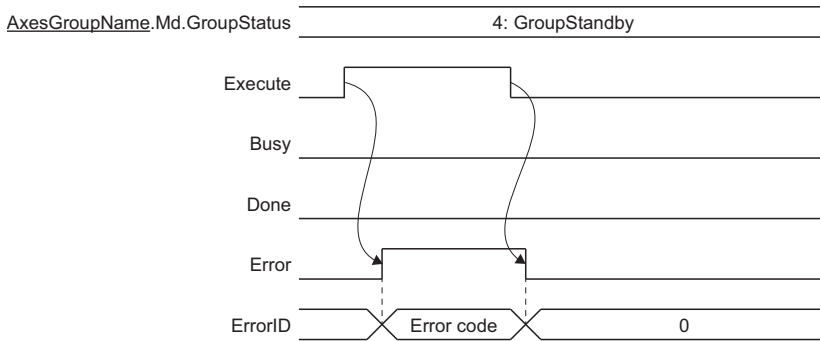 AxesGroupName.Md.GroupStatus 4: GroupStandby
Execute
Busy
Done
Error
ErrorID Error code 0